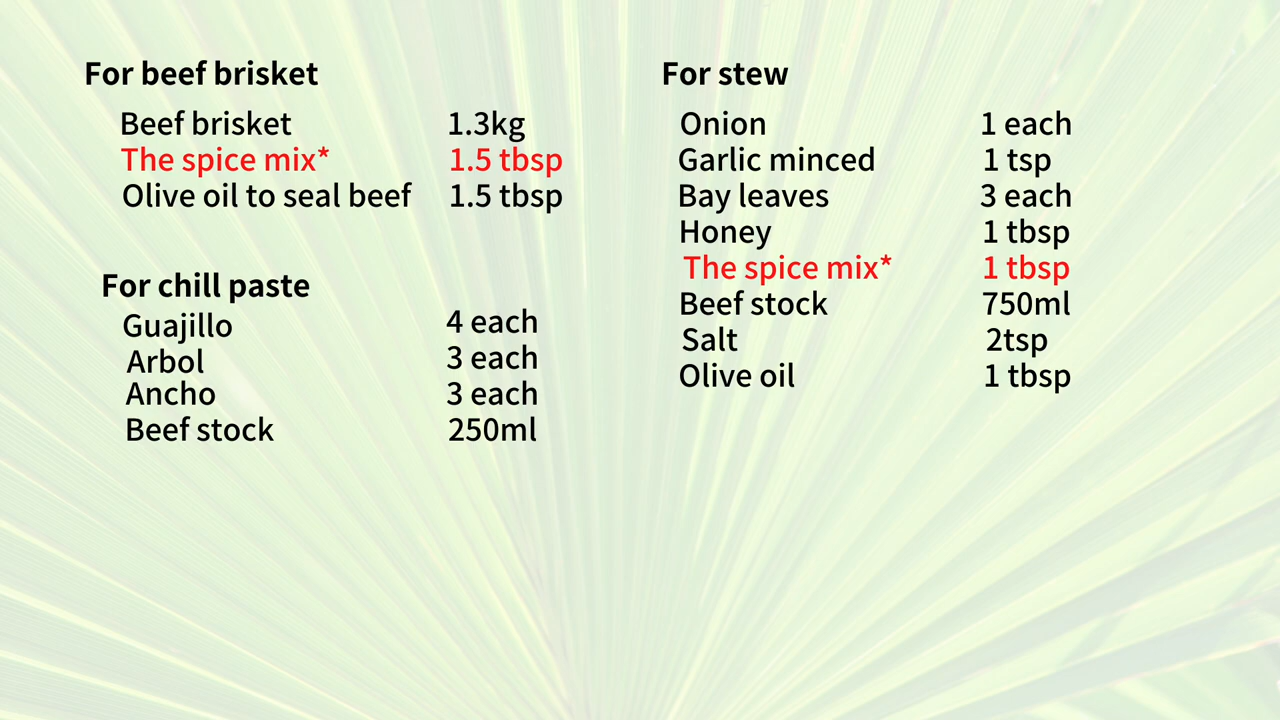 For beef brisket
Beef brisket 1.3kg
The spice mix* 1.5 tbsp
Olive oil to seal beef 1.5 tbsp
For chill paste
Guajillo 4 each
Arbol 3 each
Ancho 3 each
Beef stock 250ml
For stew
Onion 1 each
Garlic minced 1 tsp
Bay leaves 3 each
Honey 1 tbsp
The spice mix* 1 tbsp
Beef stock 750ml
Salt 2tsp
Olive oil 1 tbsp